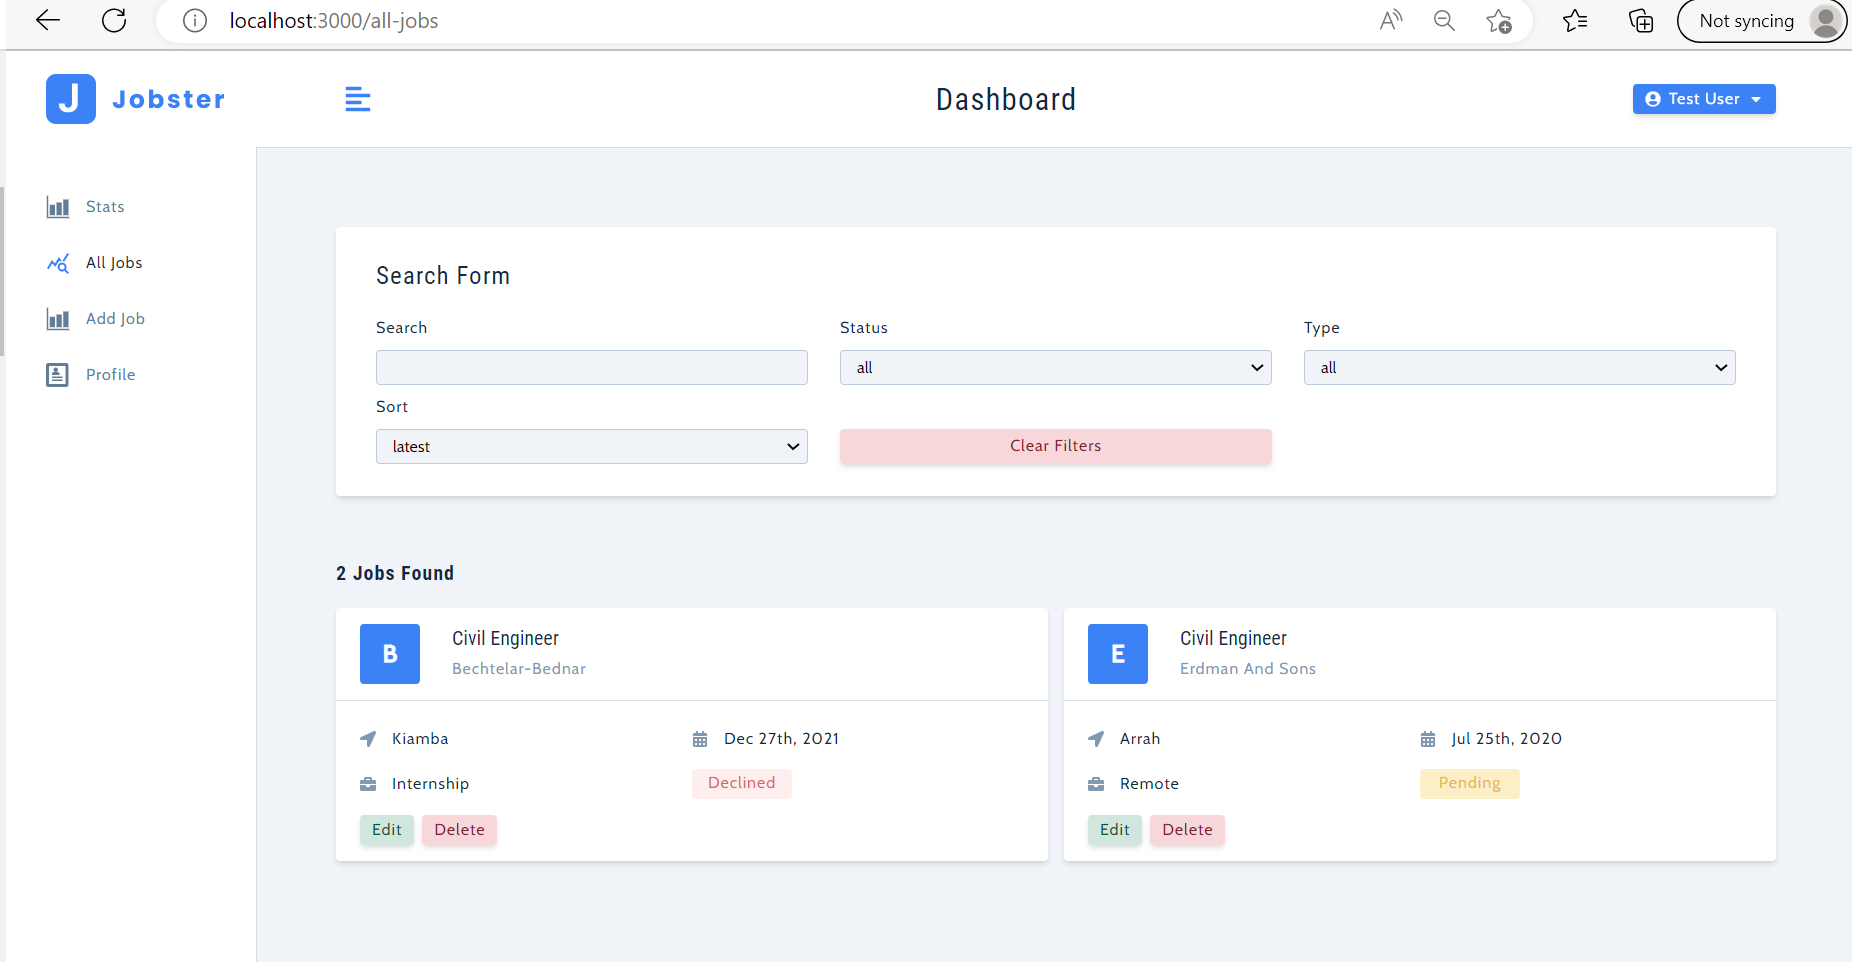 localhost:3000/all-jobs
Not syncing
J Jobster
Dashboard
Test User
Stats
All Jobs
Add Job
Profile
Search Form
Search
Status
Type
all
all
Sort
latest
Clear Filters
2 Jobs Found
B
Civil Engineer
Bechtelar-Bednar
Kiamba
Dec 27th, 2021
Internship
Declined
Edit
Delete
E
Civil Engineer
Erdman And Sons
Arrah
Jul 25th, 2020
Remote
Pending
Edit
Delete